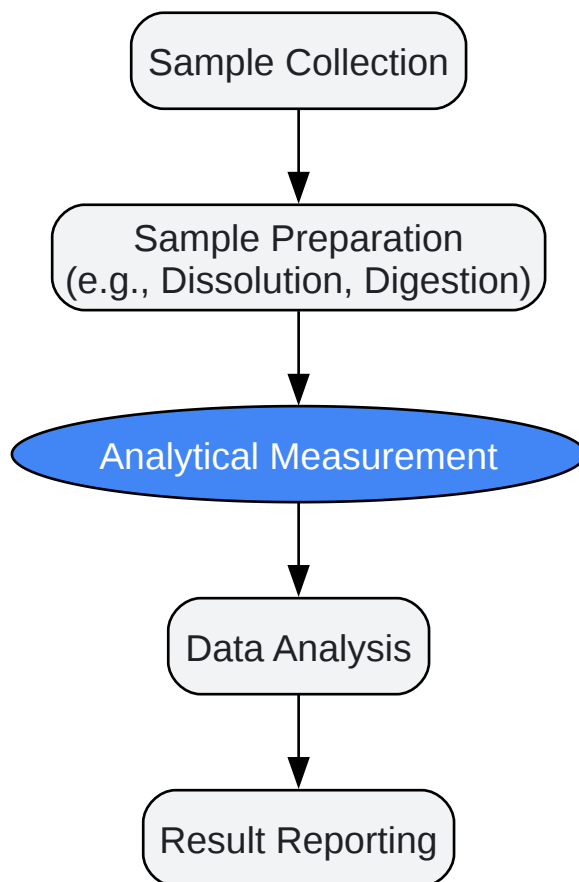 Sample Collection
Sample Preparation
(e.g., Dissolution, Digestion)
Analytical Measurement
Data Analysis
Result Reporting